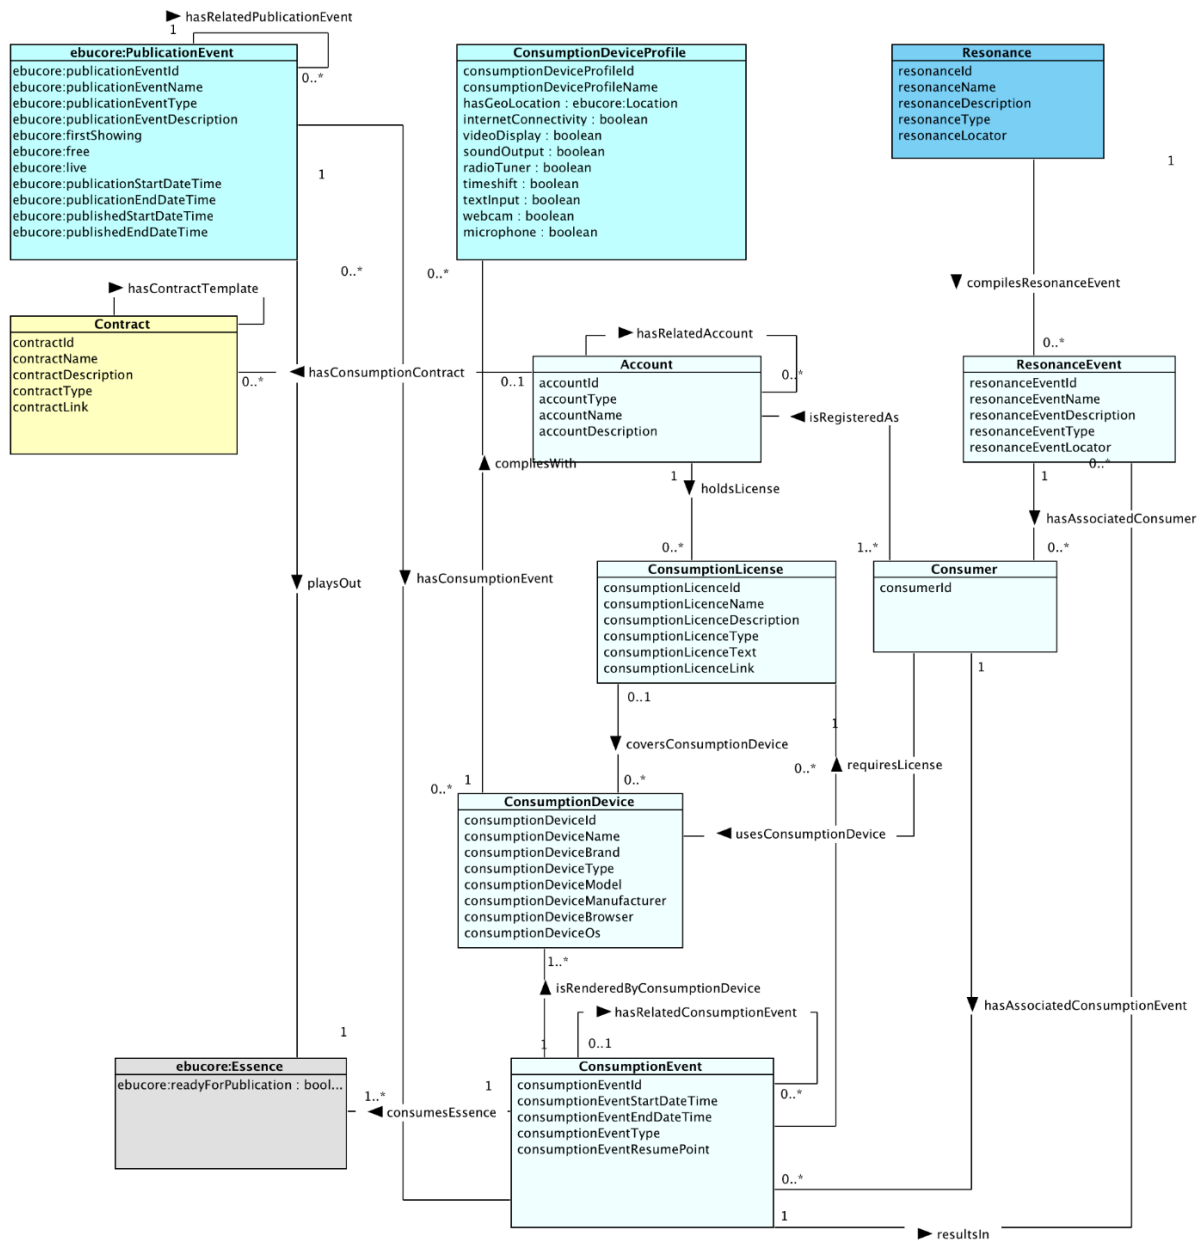 hasRelatedPublicationEvent
1
0..*
ebucore:PublicationEvent
ebucore:publicationEventId
ebucore:publicationEventName
ebucore:publicationEventType
ebucore:publicationEventDescription
ebucore:firstShowing
ebucore:free
ebucore:live
ebucore:publicationStartDateTime
ebucore:publicationEndDateTime
ebucore:publishedStartDateTime
ebucore:publishedEndDateTime
1
0..*
ConsumptionDeviceProfile
consumptionDeviceProfileId
consumptionDeviceProfileName
hasGeoLocation : ebucore:Location
internetConnectivity : boolean
videoDisplay : boolean
soundOutput : boolean
radioTuner : boolean
timeshift : boolean
textInput : boolean
webcam : boolean
microphone : boolean
0..*
Resonance
resonanceId
resonanceName
resonanceDescription
resonanceType
resonanceLocator
1
compilesResonanceEvent
0..*
hasContractTemplate
Contract
contractId
contractName
contractDescription
contractType
contractLink
0..*
hasConsumptionContract
0..1
hasRelatedAccount
0..*
Account
accountId
accountType
accountName
accountDescription
isRegisteredAs
ResonanceEvent
resonanceEventId
resonanceEventName
resonanceEventDescription
resonanceEventType
resonanceEventLocator
0..*
compliesWith
1
holdsLicense
0..*
1
hasAssociatedConsumer
1..*
0..*
playsOut
hasConsumptionEvent
ConsumptionLicense
consumptionLicenceId
consumptionLicenceName
consumptionLicenceDescription
consumptionLicenceType
consumptionLicenceText
consumptionLicenceLink
Consumer
consumerId
1
0..1
1
coversConsumptionDevice
0..*
0..*
requiresLicense
0..*
1
ConsumptionDevice
consumptionDeviceId
consumptionDeviceName
consumptionDeviceBrand
consumptionDeviceType
consumptionDeviceModel
consumptionDeviceManufacturer
consumptionDeviceBrowser
consumptionDeviceOs
usesConsumptionDevice
1..*
isRenderedByConsumptionDevice
hasRelatedConsumptionEvent
hasAssociatedConsumptionEvent
1
1
0..1
ebucore:Essence
ebucore:readyForPublication : bool...
1..*
consumesEssence
1
ConsumptionEvent
consumptionEventId
consumptionEventStartDateTime
consumptionEventEndDateTime
consumptionEventType
consumptionEventResumePoint
0..*
0..*
1
1
resultsIn